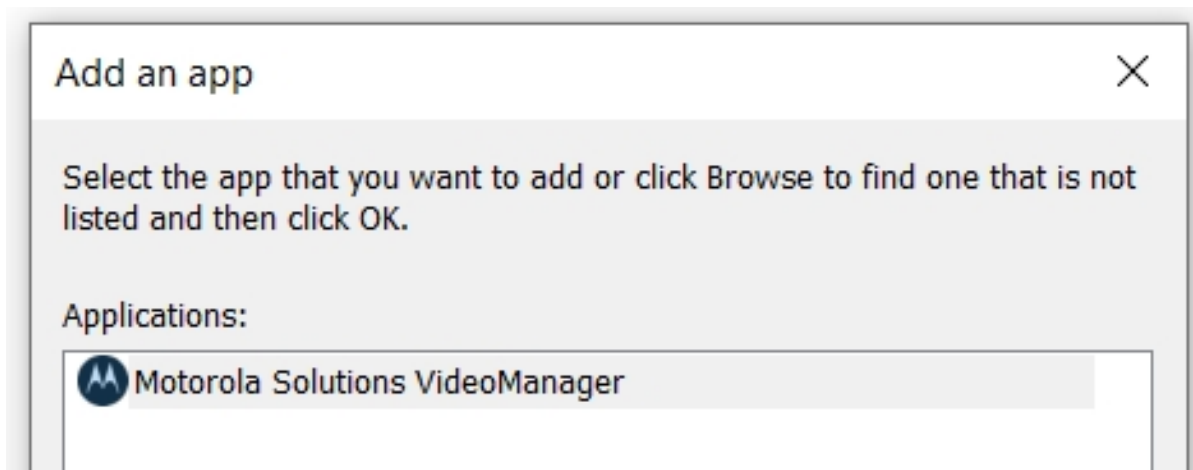 Add an app
Select the app that you want to add or click Browse to find one that is not
listed and then click OK.
Applications:
Motorola Solutions VideoManager